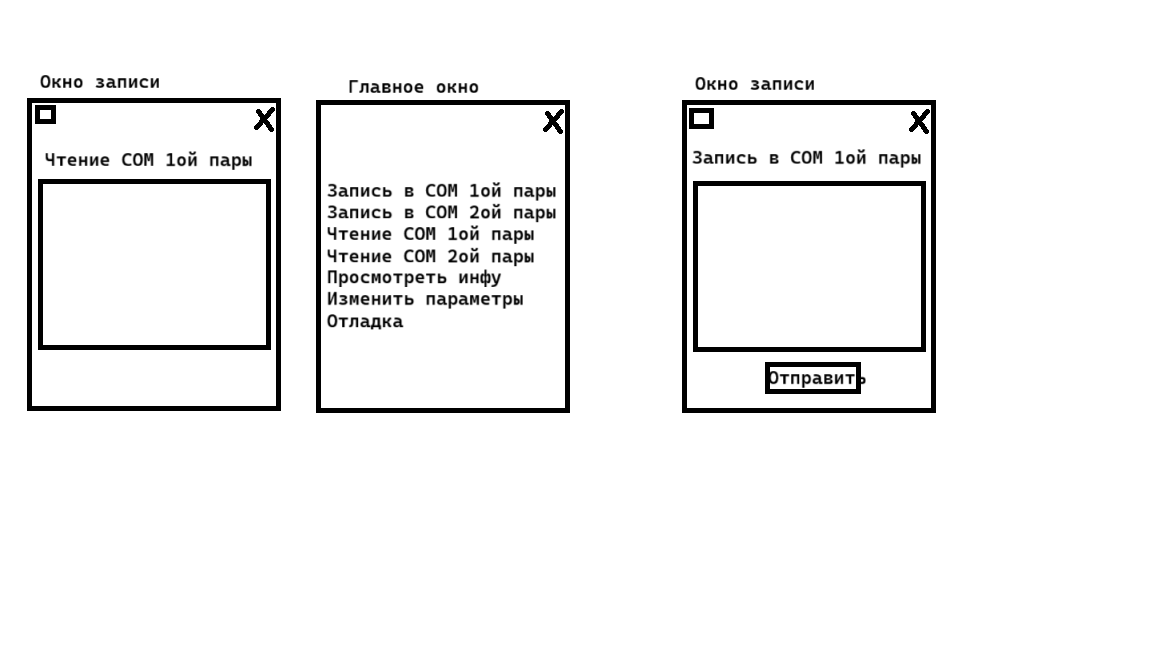 Окно записи
Чтение COM 1ой пары
Главное окно
Запись в COM 1ой пары
Запись в COM 2ой пары
Чтение COM 1ой пары
Чтение COM 2ой пары
Просмотреть инфу
Изменить параметры
Отладка
Окно записи
Запись в COM 1ой пары
Отправить